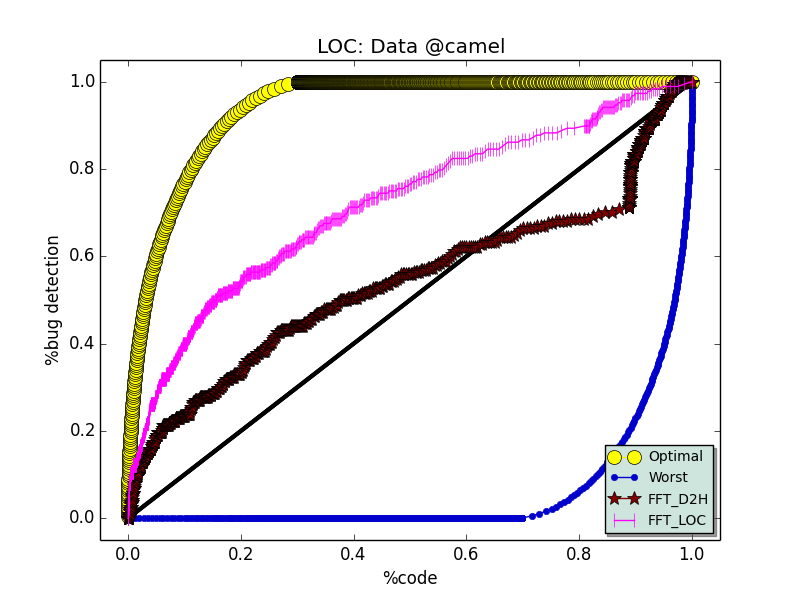 LOC: Data @camel
%bug detection
1.0
0.8
0.6
0.4
0.2
0.0
0.0 0.2 0.4 0.6 0.8 1.0
%code
Optimal
Worst
FFT_D2H
FFT_LOC